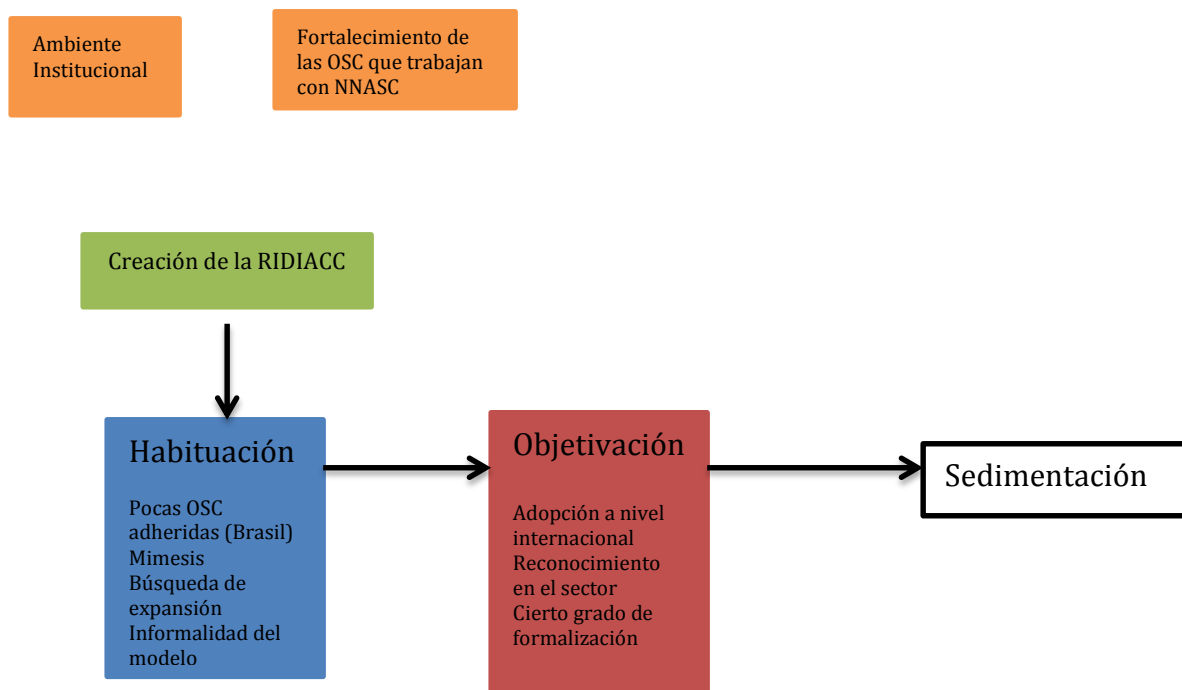 Ambiente
Institucional
Fortalecimiento de
las OSC que trabajan
con NNASC
Creación de la RIDIACC
Habituación
Pocas OSC
adheridas (Brasil)
Mimesis
Búsqueda de
expansión
Informalidad del
modelo
Objetivación
Adopción a nivel
internacional
Reconocimiento
en el sector
Cierto grado de
formalización
Sedimentación